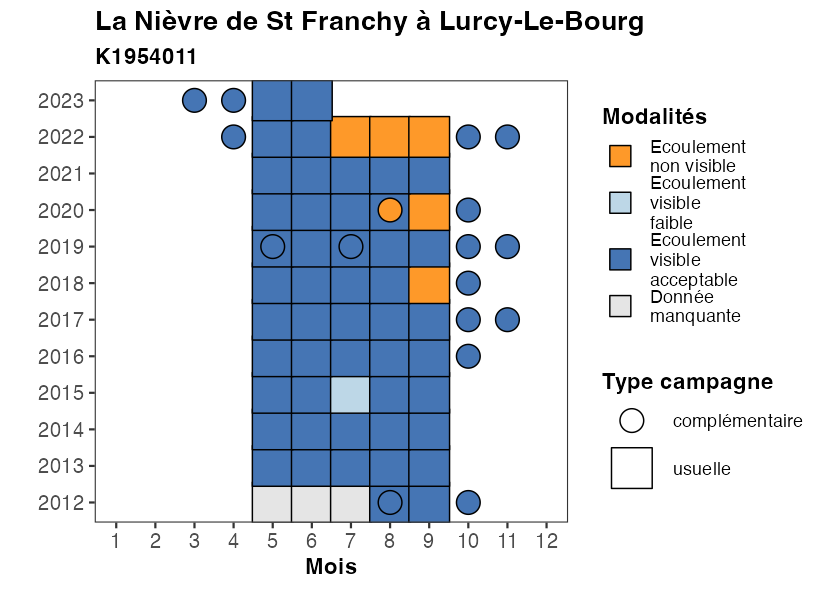 La Nièvre de St Franchy à Lurcy-Le-Bourg
K1954011
2023
2022
2021
2020
2019
2018
2017
2016
2015
2014
2013
2012
1 2 3 4 5 6 7 8 9 10 11 12
Mois
Modalités
Ecoulement
non visible
Ecoulement
visible
faible
Ecoulement
visible
acceptable
Donnée
manquante
Type campagne
complémentaire
usuelle